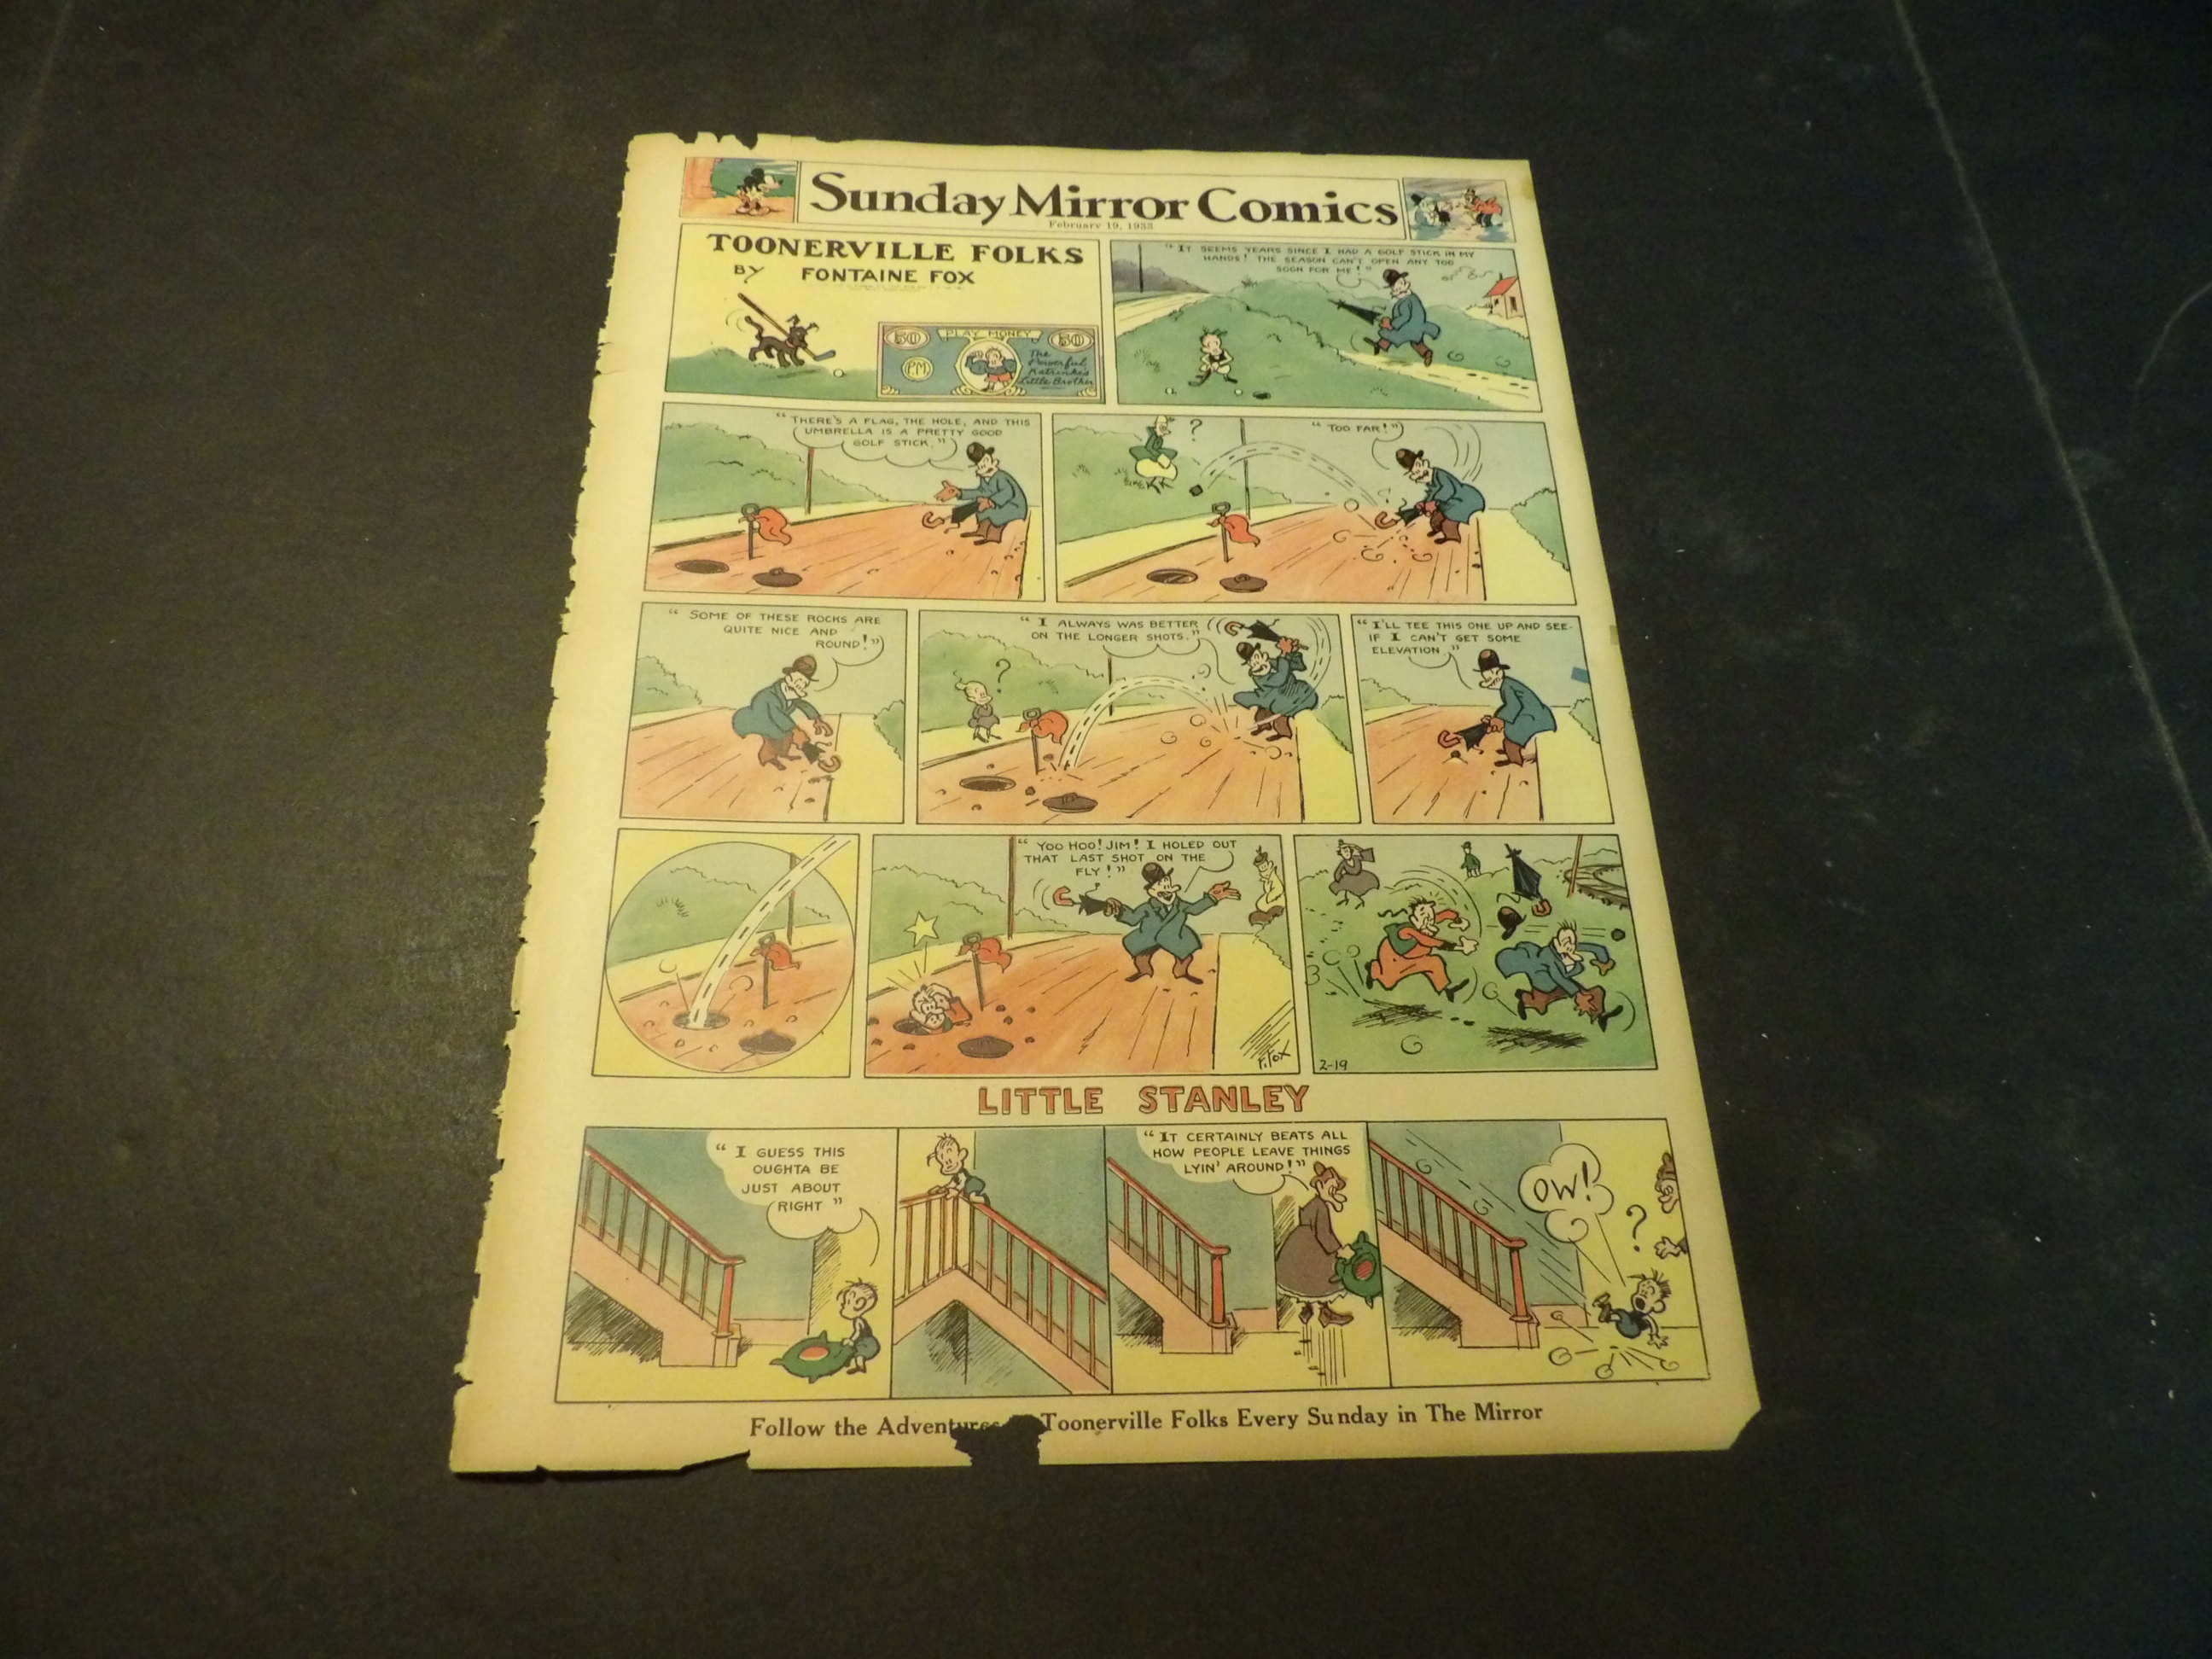 Sunday Mirror Comics
February 19, 1933
TOONERVILLE FOLKS
BY FONTAINE FOX
50 PLAY MONEY 50
P.M.
The
Powerful
Katrinka's
Little Brother
"IT SEEMS YEARS SINCE I HAD A GOLF STICK IN MY
HANDS! THE SEASON CAN'T OPEN ANY TOO
SOON FOR ME!"
"THERE'S A FLAG, THE HOLE, AND THIS
UMBRELLA IS A PRETTY GOOD
GOLF STICK."
?
"TOO FAR!"
"SOME OF THESE ROCKS ARE
QUITE NICE AND
ROUND!"
"I ALWAYS WAS BETTER
ON THE LONGER SHOTS."
?
"I'LL TEE THIS ONE UP AND SEE
IF I CAN'T GET SOME
ELEVATION."
"YOO HOO! JIM! I HOLED OUT
THAT LAST SHOT ON THE
FLY!"
F. FOX
2-19
LITTLE STANLEY
"I GUESS THIS
OUGHTA BE
JUST ABOUT
RIGHT"
"IT CERTAINLY BEATS ALL
HOW PEOPLE LEAVE THINGS
LYIN' AROUND!"
OW!
?
Follow the Adventures Toonerville Folks Every Sunday in The Mirror